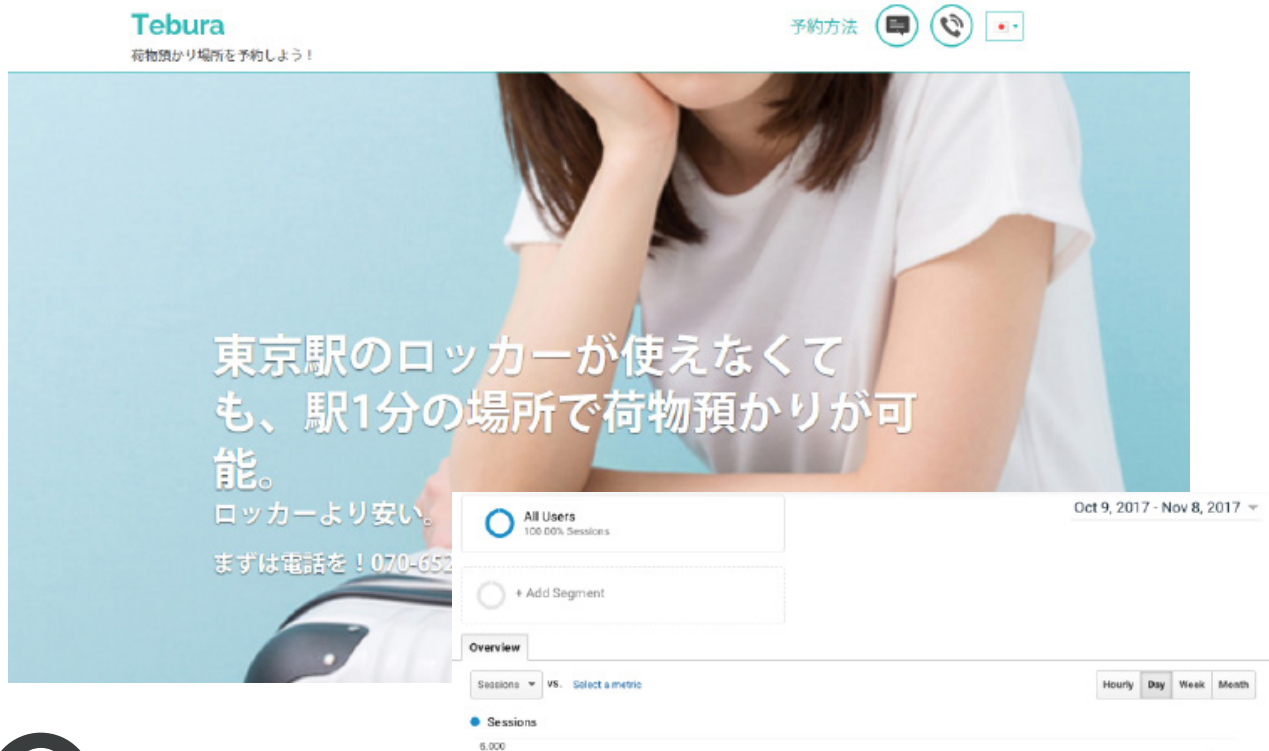 Tebura
荷物預かり場所を予約しよう！
予約方法
東京駅のロッカーが使えなくて
も、駅1分の場所で荷物預かりが可
能。
ロッカーより安い。
まずは電話を！070-652
All Users
100.00% Sessions
Oct 9, 2017 - Nov 8, 2017
+ Add Segment
Overview
Sessions VS. Select a metric
Hourly Day Week Month
Sessions
6,000